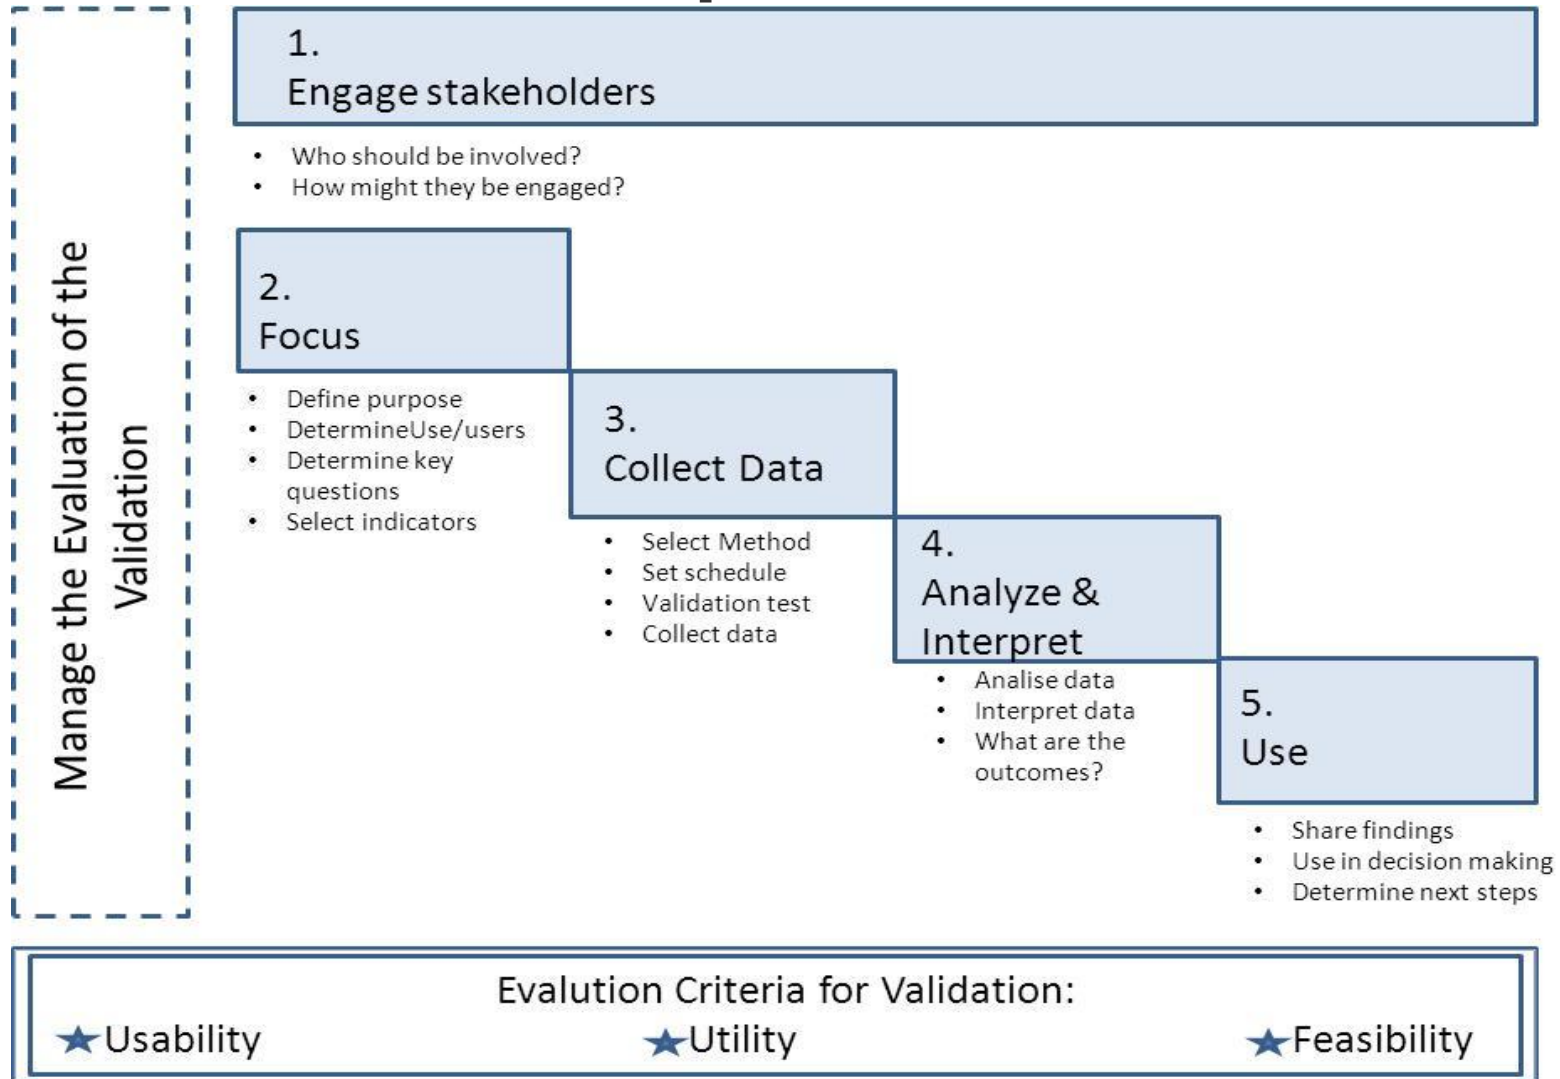 Manage the Evaluation of the
Validation
1.
Engage stakeholders
• Who should be involved?
• How might they be engaged?
2.
Focus
• Define purpose
• DetermineUse/users
• Determine key
questions
• Select indicators
3.
Collect Data
• Select Method
• Set schedule
• Validation test
• Collect data
4.
Analyze &
Interpret
• Analise data
• Interpret data
• What are the
outcomes?
5.
Use
• Share findings
• Use in decision making
• Determine next steps
Evalution Criteria for Validation:
Usability Utility Feasibility